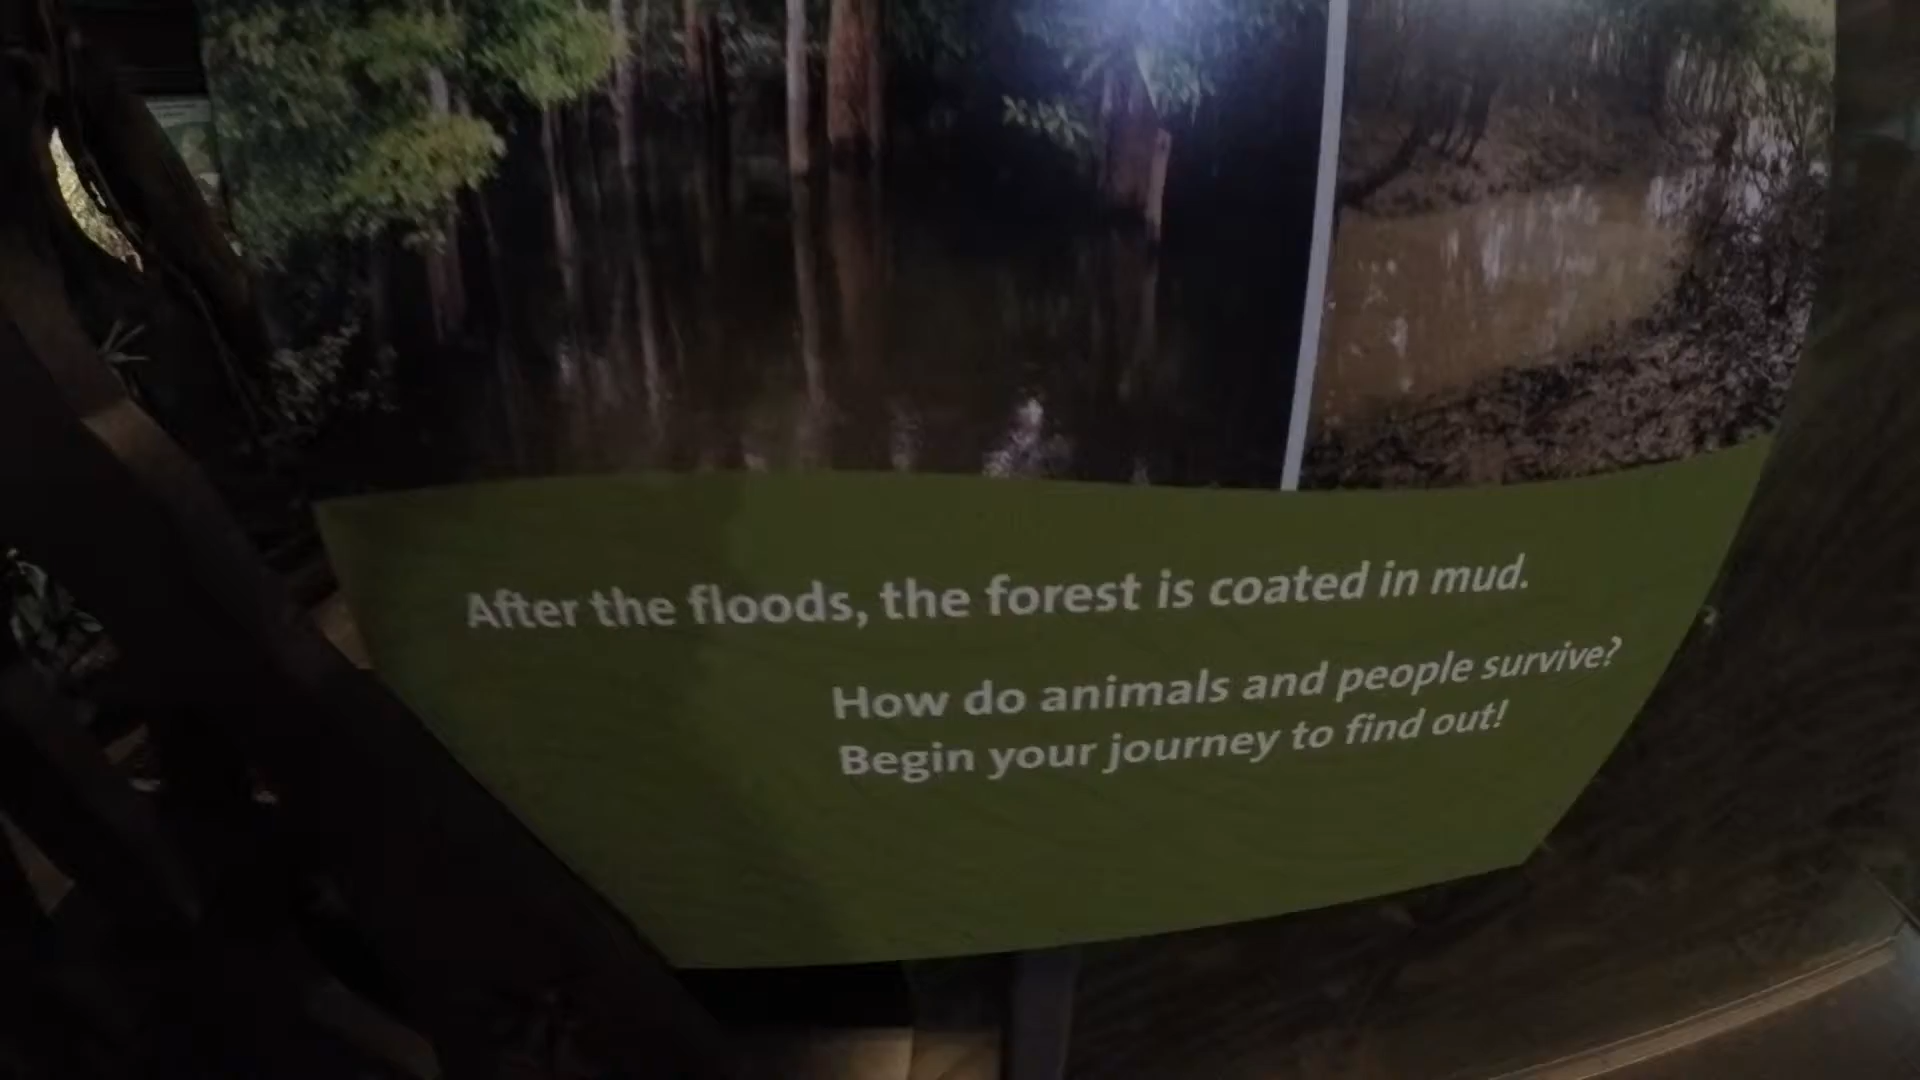 After the floods, the forest is coated in mud.
How do animals and people survive?
Begin your journey to find out!